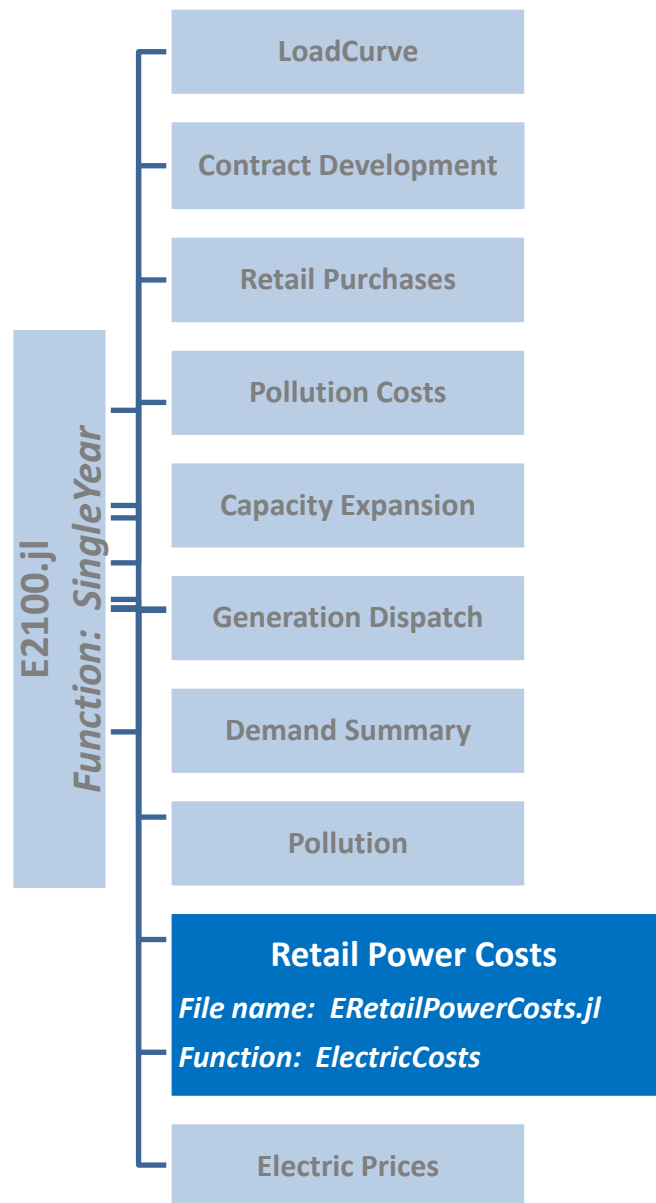 LoadCurve
Contract Development
Retail Purchases
Pollution Costs
Capacity Expansion
E2100.jl
Function:  SingleYear
Generation Dispatch
Demand Summary
Pollution
Retail Power Costs
File name:  ERetailPowerCosts.jl
Function:  ElectricCosts
Electric Prices